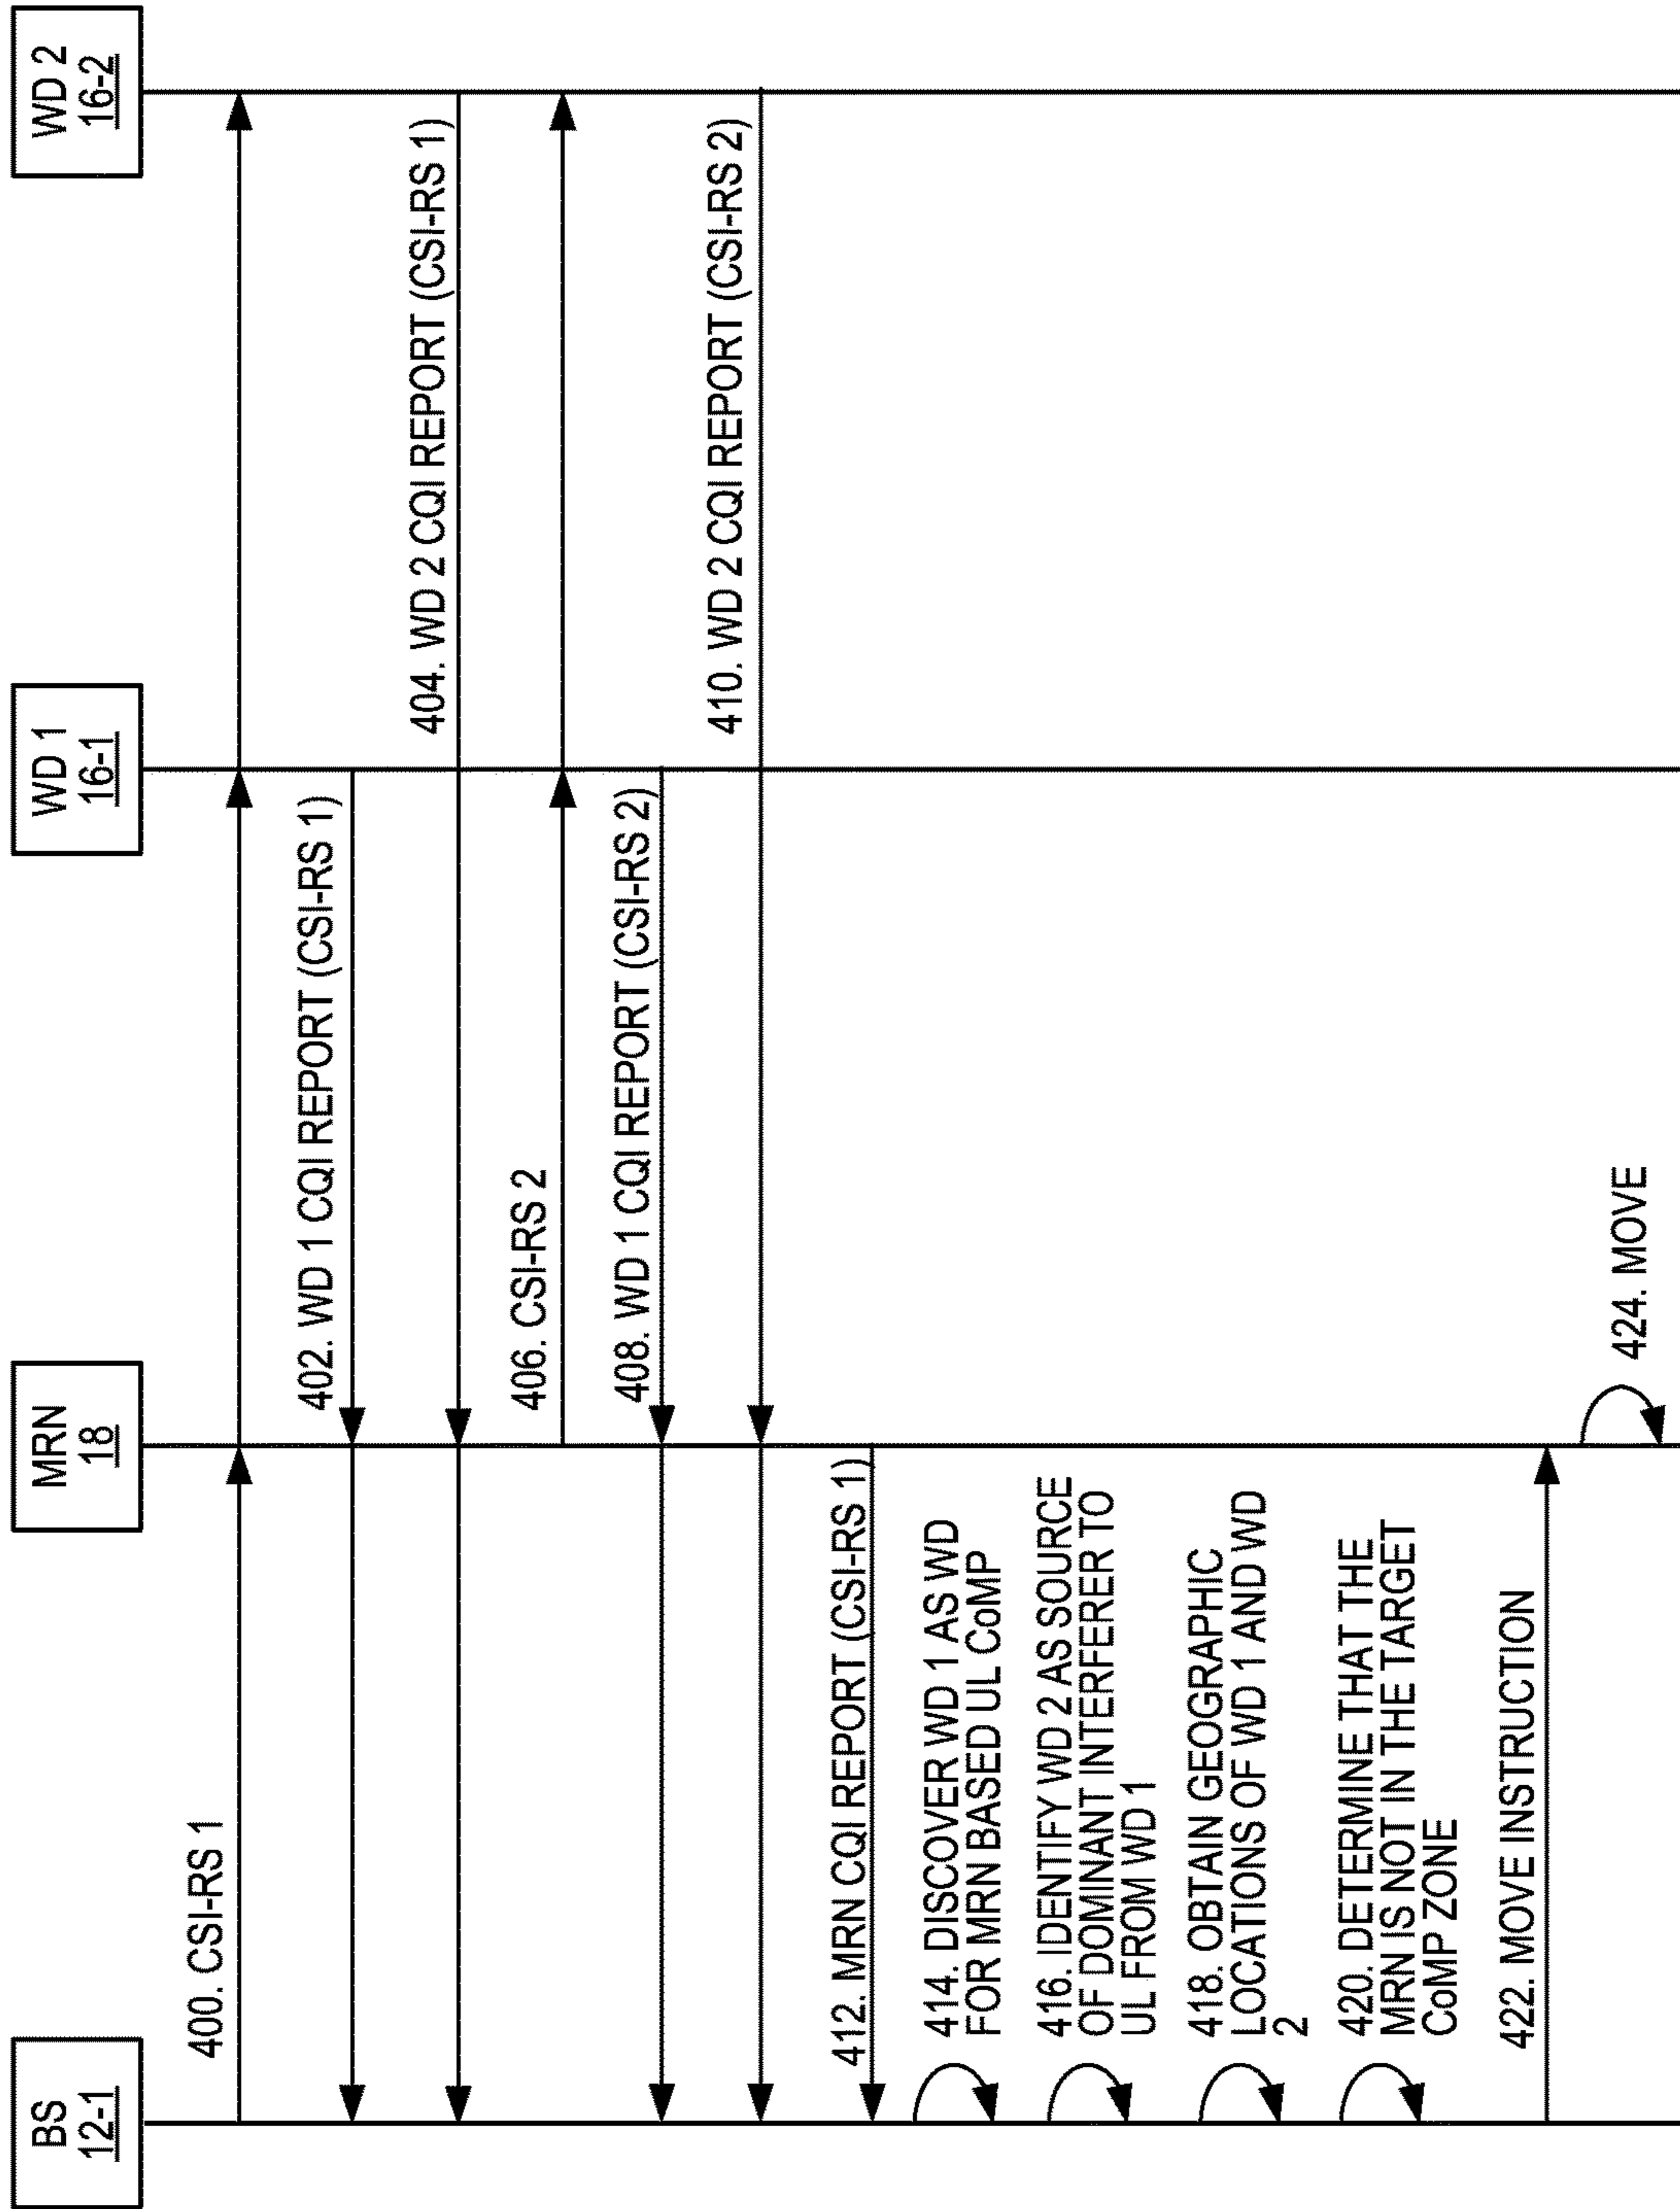 BS
12-1
MRN
18
WD 1
16-1
WD 2
16-2
400. CSI-RS 1
402. WD 1 CQI REPORT (CSI-RS 1)
404. WD 2 CQI REPORT (CSI-RS 1)
406. CSI-RS 2
408. WD 1 CQI REPORT (CSI-RS 2)
410. WD 2 CQI REPORT (CSI-RS 2)
412. MRN CQI REPORT (CSI-RS 1)
414. DISCOVER WD 1 AS WD
FOR MRN BASED UL CoMP
416. IDENTIFY WD 2 AS SOURCE
OF DOMINANT INTERFERER TO
UL FROM WD 1
418. OBTAIN GEOGRAPHIC
LOCATIONS OF WD 1 AND WD
2
420. DETERMINE THAT THE
MRN IS NOT IN THE TARGET
CoMP ZONE
422. MOVE INSTRUCTION
424. MOVE